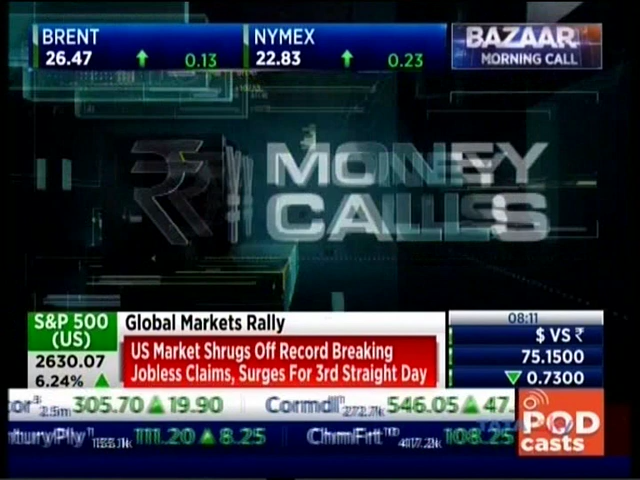 BRENT
26.47 0.13
NYMEX
22.83 0.23
BAZAAR
MORNING CALL
₹ MONEY
CALLS
S&P 500
(US)
2630.07
6.24%
Global Markets Rally
US Market Shrugs Off Record Breaking
Jobless Claims, Surges For 3rd Straight Day
08:11
$ VS ₹
75.1500
0.7300
305.70 19.90 546.05 47.
111.20 8.25 108.25
POD
casts